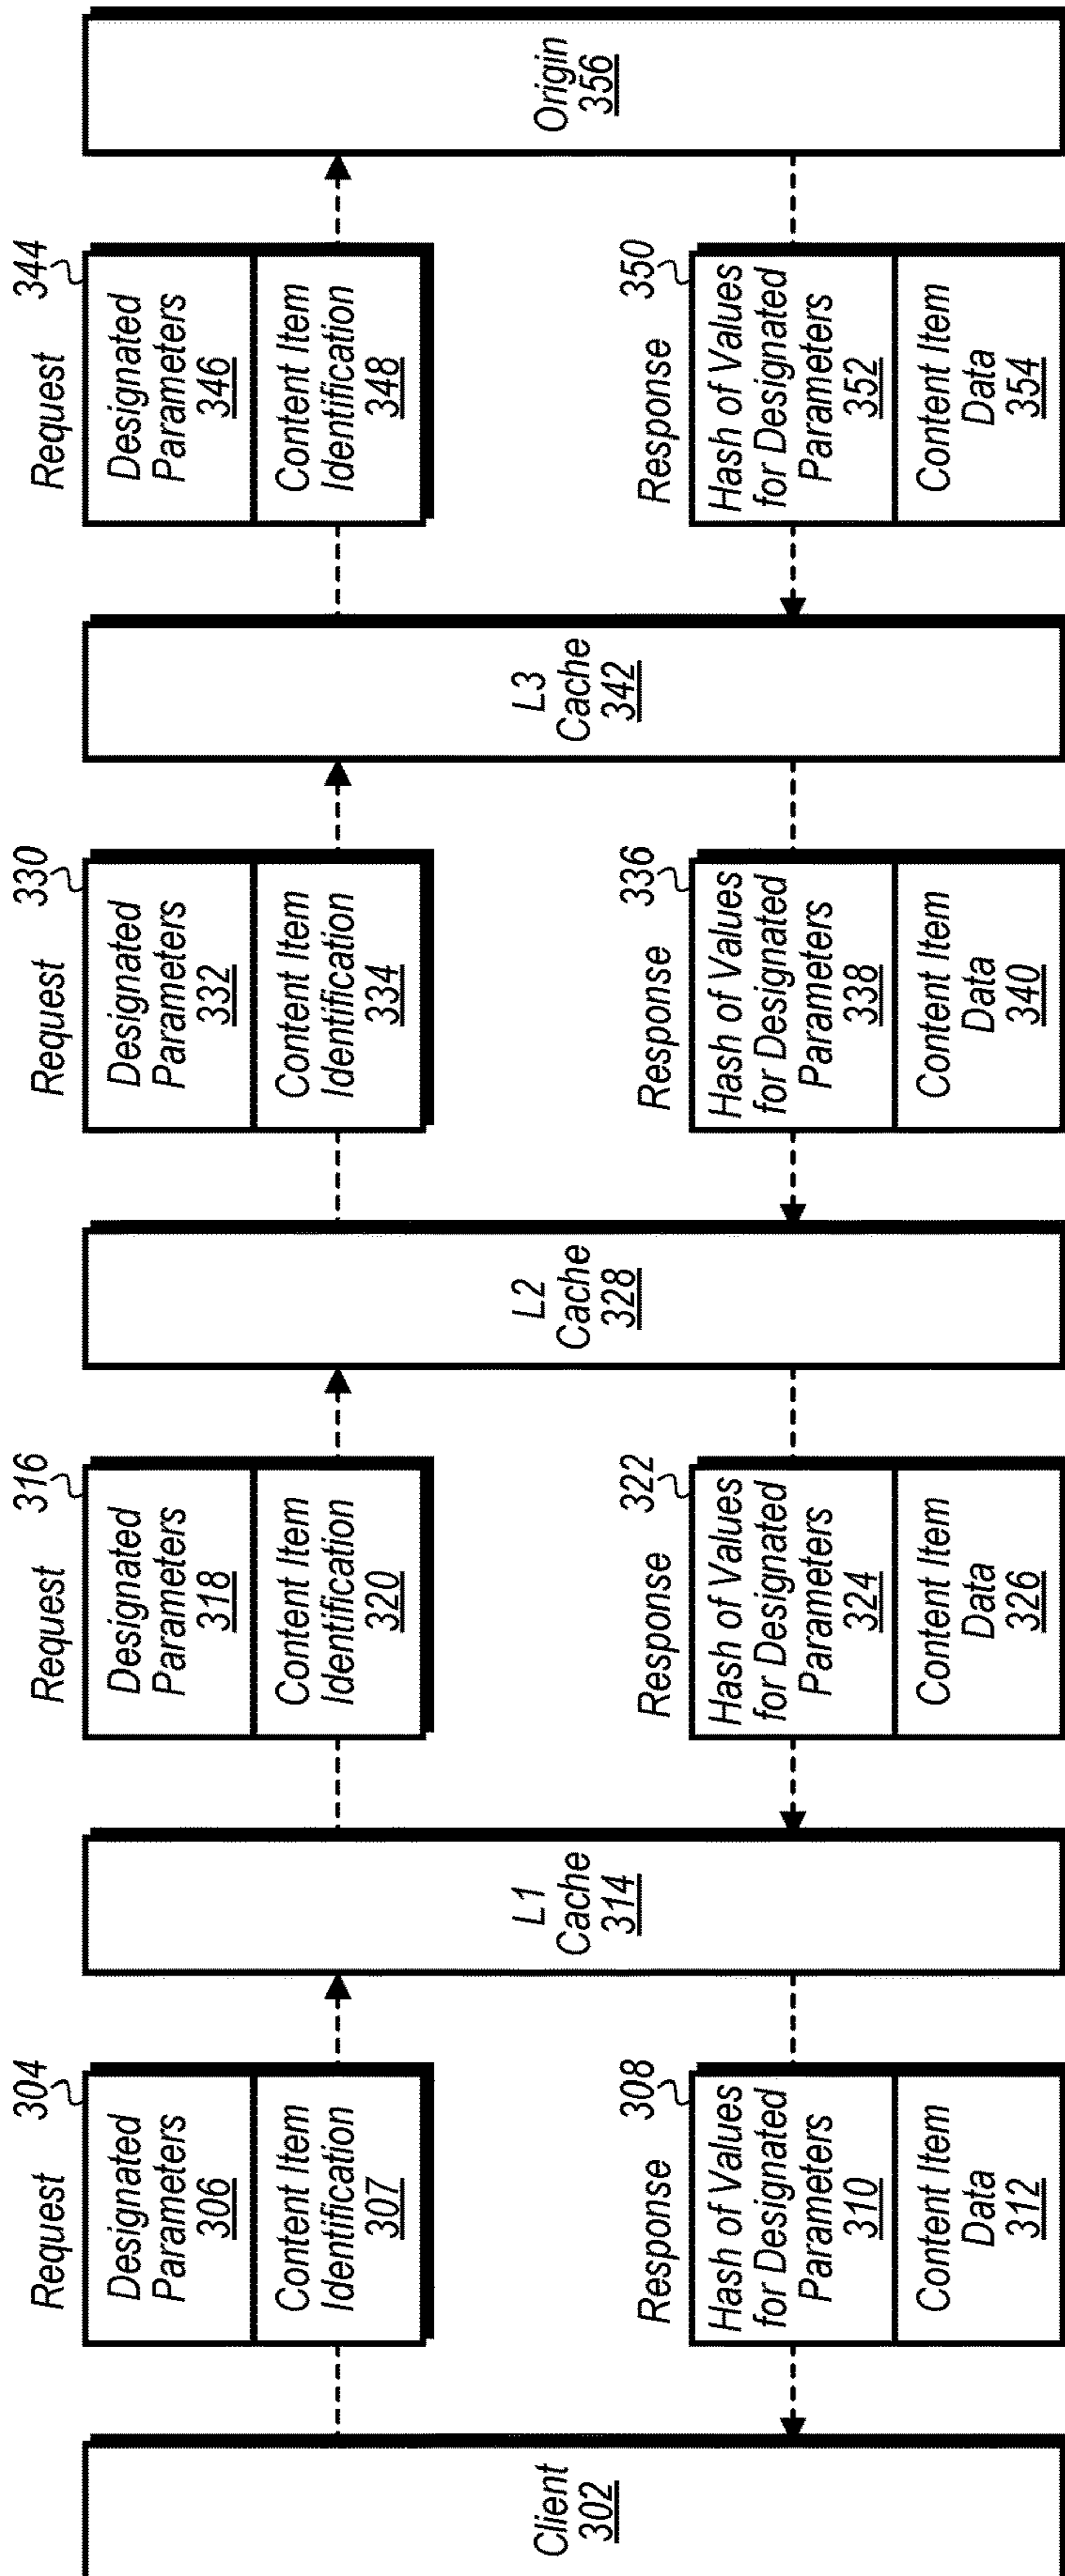 Client
302
Request
304
Designated
Parameters
306
Content Item
Identification
307
Response
308
Hash of Values
for Designated
Parameters
310
Content Item
Data
312
L1
Cache
314
Request
316
Designated
Parameters
318
Content Item
Identification
320
Response
322
Hash of Values
for Designated
Parameters
324
Content Item
Data
326
L2
Cache
328
Request
330
Designated
Parameters
332
Content Item
Identification
334
Response
336
Hash of Values
for Designated
Parameters
338
Content Item
Data
340
L3
Cache
342
Request
344
Designated
Parameters
346
Content Item
Identification
348
Response
350
Hash of Values
for Designated
Parameters
352
Content Item
Data
354
Origin
356